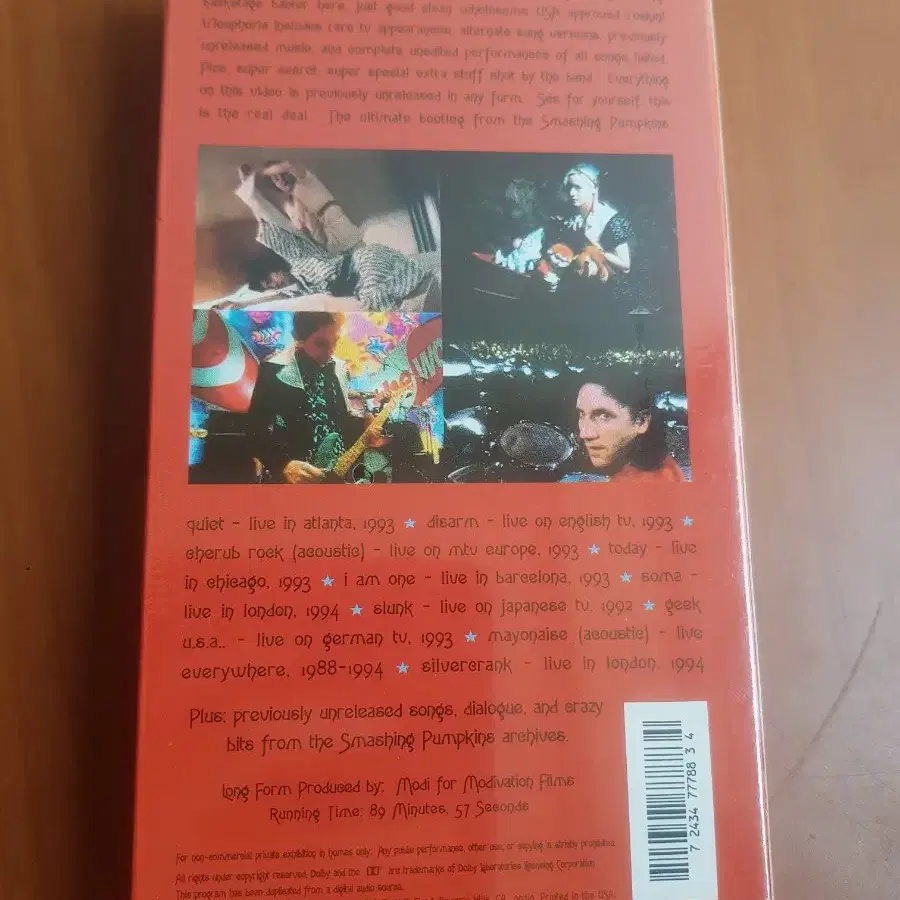 backstage banter here, just good clean wholesome USA approved rockin!
Vieuphoria includes rare tv appearances, alternate song versions, previously
unreleased music, and complete unedited performances of all songs listed.
Plus, super secret, super special extra stuff shot by the band. Everything
on this video is previously unreleased in any form. See for yourself, this
is the real deal. The ultimate bootleg from the Smashing Pumpkins
quiet - live in atlanta, 1993 ★ disarm - live on english tv, 1993 ★
cherub rock (acoustic) - live on mtv europe, 1993 ★ today - live
in chicago, 1993 ★ i am one - live in barcelona, 1993 ★ soma -
live in london, 1994 ★ slunk - live on japanese tv, 1992 ★ geek
u.s.a.. - live on german tv, 1993 ★ mayonaise (acoustic) - live
everywhere, 1988-1994 ★ silverfrank - live in london, 1994
Plus: previously unreleased songs, dialogue, and crazy
bits from the Smashing Pumpkins archives.
Long Form Produced by: Modi for Modivation Films
Running Time: 89 Minutes, 57 Seconds
For non-commercial private exhibition in homes only. Any public performance, other use, or copying is strictly prohibited.
All rights under copyright reserved. Dolby and the are trademarks of Dolby Laboratories Licensing Corporation.
This program has been duplicated from a digital audio source.
Printed in the USA.
7 2434 77788 3 4